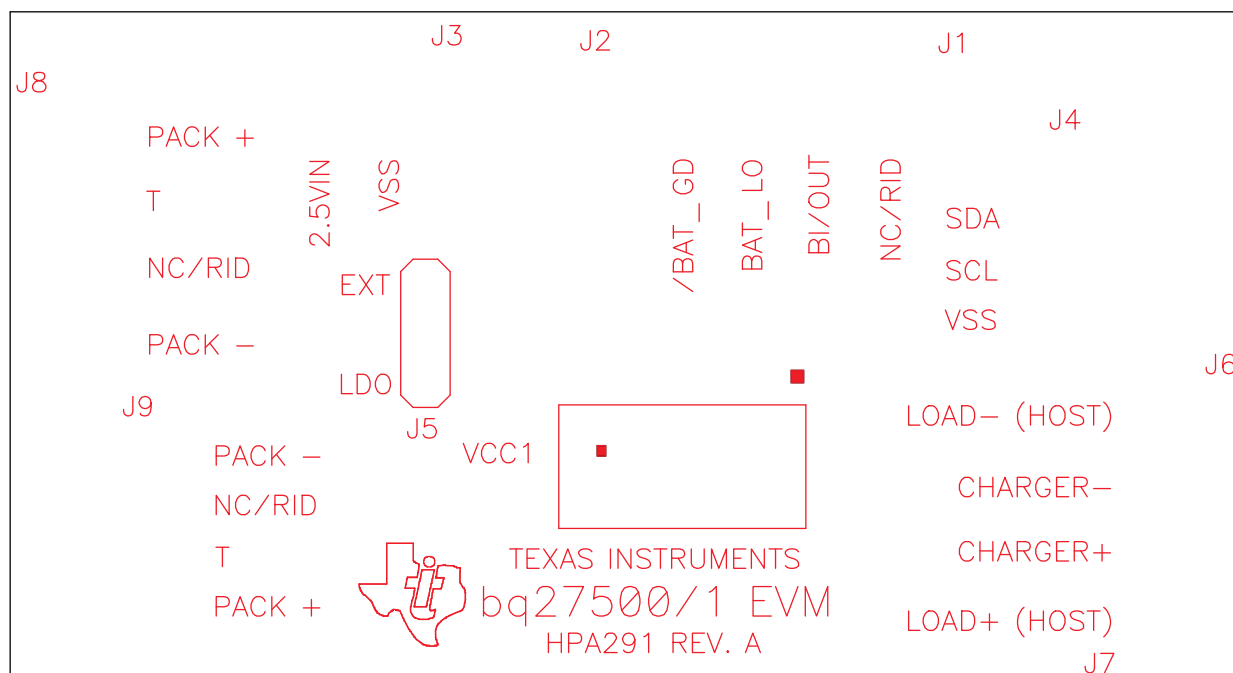 J3
J2
J1
J8
J4
PACK +
T
NC/RID
PACK -
2.5VIN
VSS
/BAT_GD
BAT_LO
BI/OUT
NC/RID
SDA
SCL
VSS
EXT
LDO
J5
J6
J9
PACK -
NC/RID
T
PACK +
VCC1
LOAD- (HOST)
CHARGER-
CHARGER+
LOAD+ (HOST)
J7
TEXAS INSTRUMENTS
bq27500/1 EVM
HPA291 REV. A